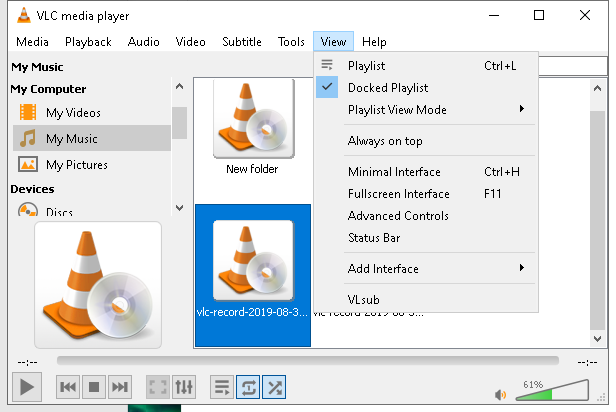 VLC media player
Media Playback Audio Video Subtitle Tools View Help
My Music
My Computer
My Videos
My Music
My Pictures
Devices
Discs
New folder
vlc-record-2019-08-3...
vlc-record-2019-08-3...
Playlist Ctrl+L
Docked Playlist
Playlist View Mode
Always on top
Minimal Interface Ctrl+H
Fullscreen Interface F11
Advanced Controls
Status Bar
Add Interface
VLsub
--:-- --:--
61%